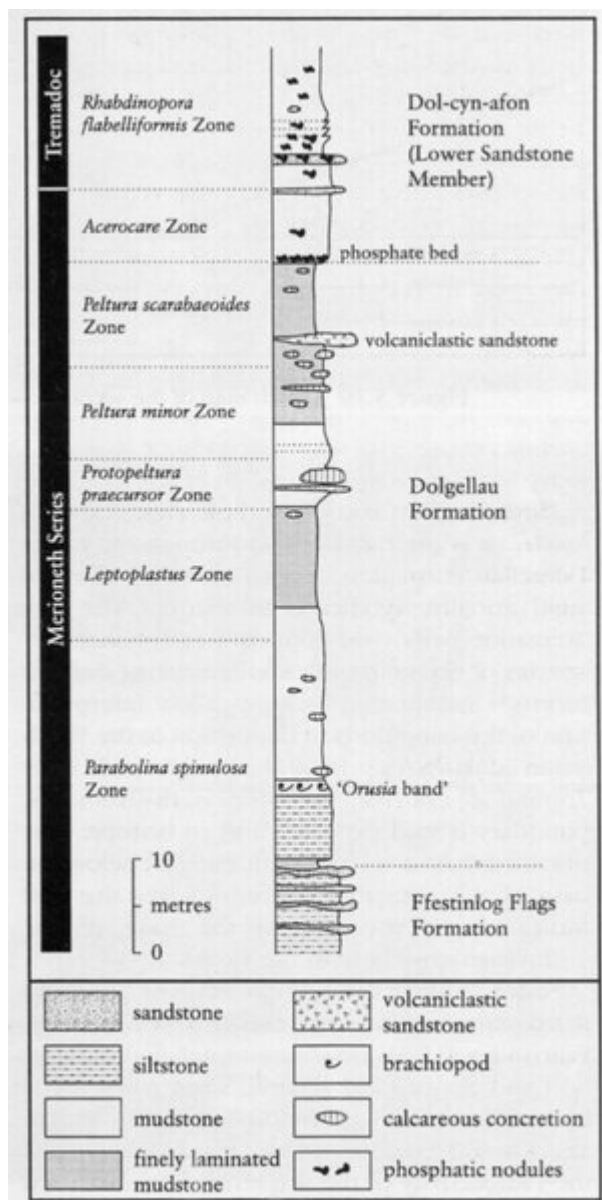 Tremadoc
Rhabdinopora
flabelliformis Zone
Dol-cyn-afon
Formation
(Lower Sandstone
Member)
Acerocare Zone
phosphate bed
Peltura scarabaeoides
Zone
volcaniclastic sandstone
Peltura minor Zone
Protopeltura
praecursor Zone
Dolgellau
Formation
Merioneth Series
Leptoplastus Zone
Parabolina spinulosa
Zone
'Orusia band'
10
metres
0
Ffestinlog Flags
Formation
sandstone
volcaniclastic
sandstone
siltstone
brachiopod
mudstone
calcareous concretion
finely laminated
mudstone
phosphatic nodules